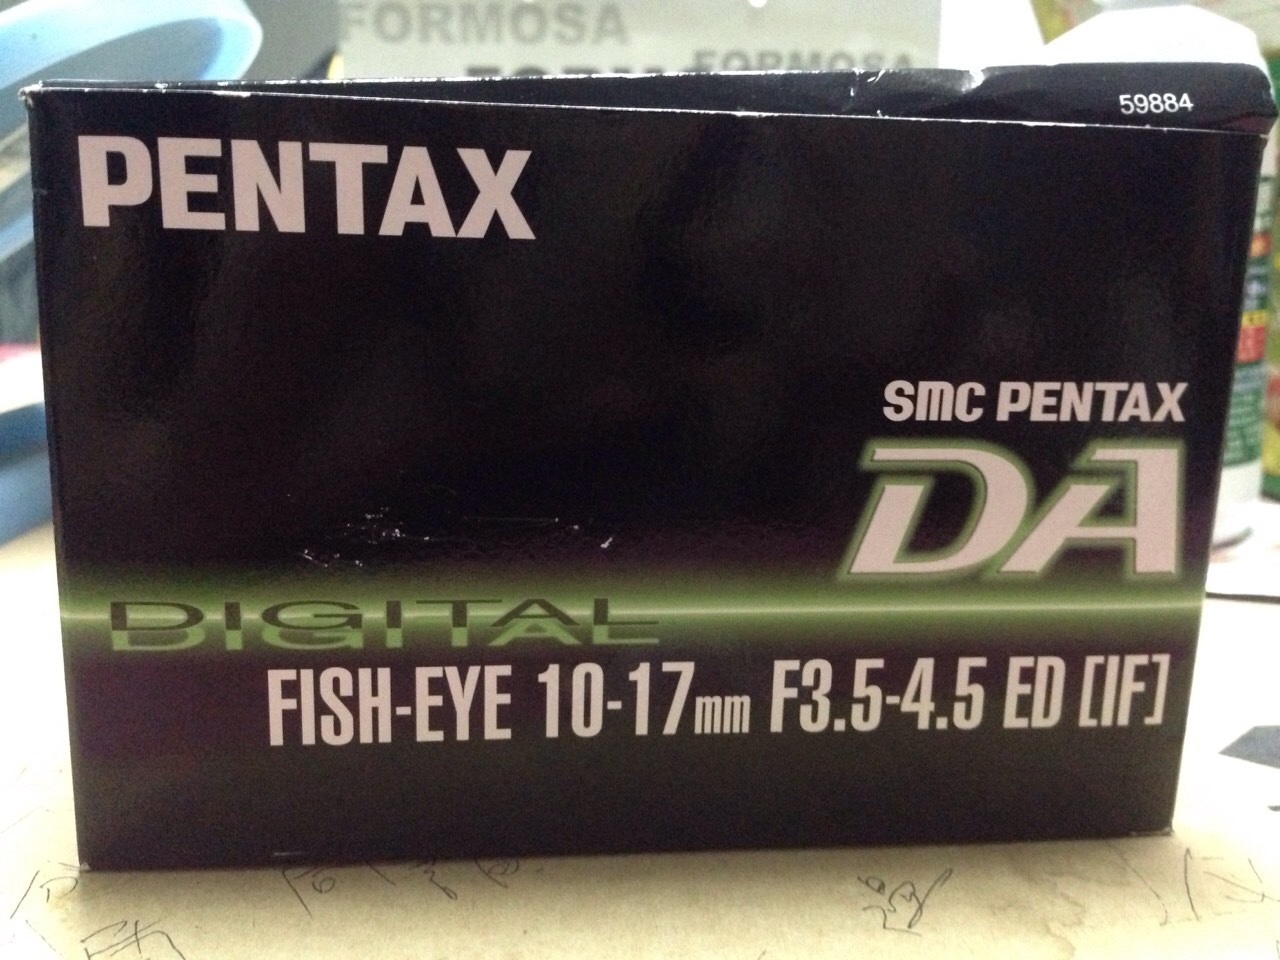 FORMOSA
FORMOSA
59884
PENTAX
SMC PENTAX
DA
DIGITAL
FISH-EYE 10-17mm F3.5-4.5 ED [IF]